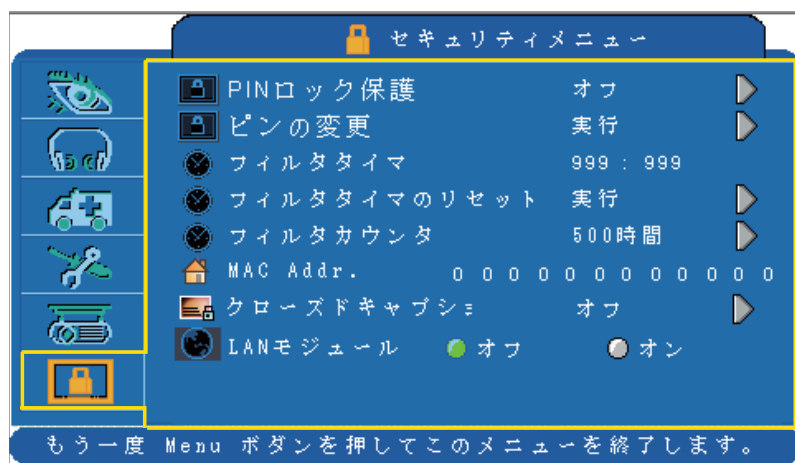 セキュリティメニュー
PINロック保護 オフ
ピンの変更 実行
フィルタタイマ 999 : 999
フィルタタイマのリセット 実行
フィルタカウンタ 500時間
MAC Addr. 0 0 0 0 0 0 0 0 0 0 0 0
クローズドキャプショ オフ
LANモジュール オフ オン
もう一度 Menu ボタンを押してこのメニューを終了します。